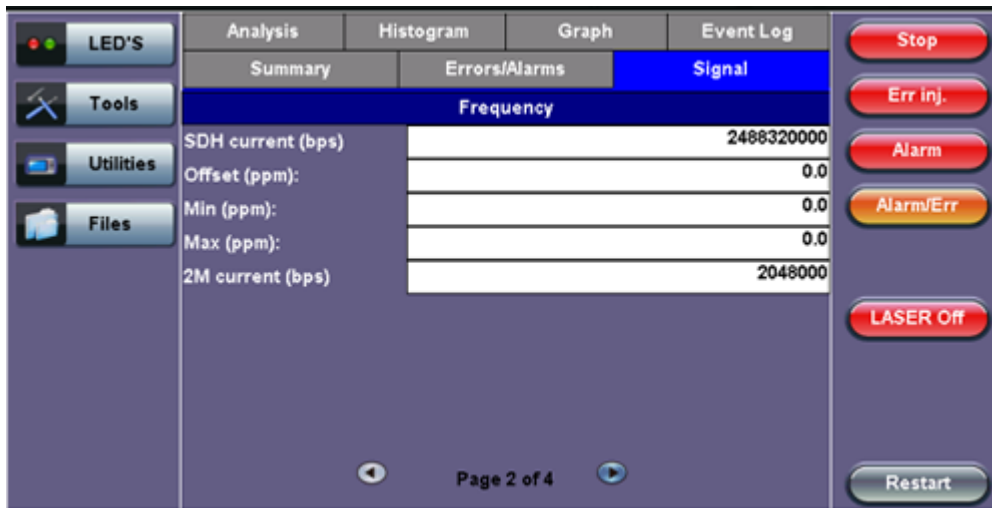 LED'S
Tools
Utilities
Files
Analysis Histogram Graph Event Log
Summary Errors/Alarms Signal
Frequency
SDH current (bps) 2488320000
Offset (ppm): 0.0
Min (ppm): 0.0
Max (ppm): 0.0
2M current (bps) 2048000
Page 2 of 4
Stop
Err inj.
Alarm
Alarm/Err
LASER Off
Restart